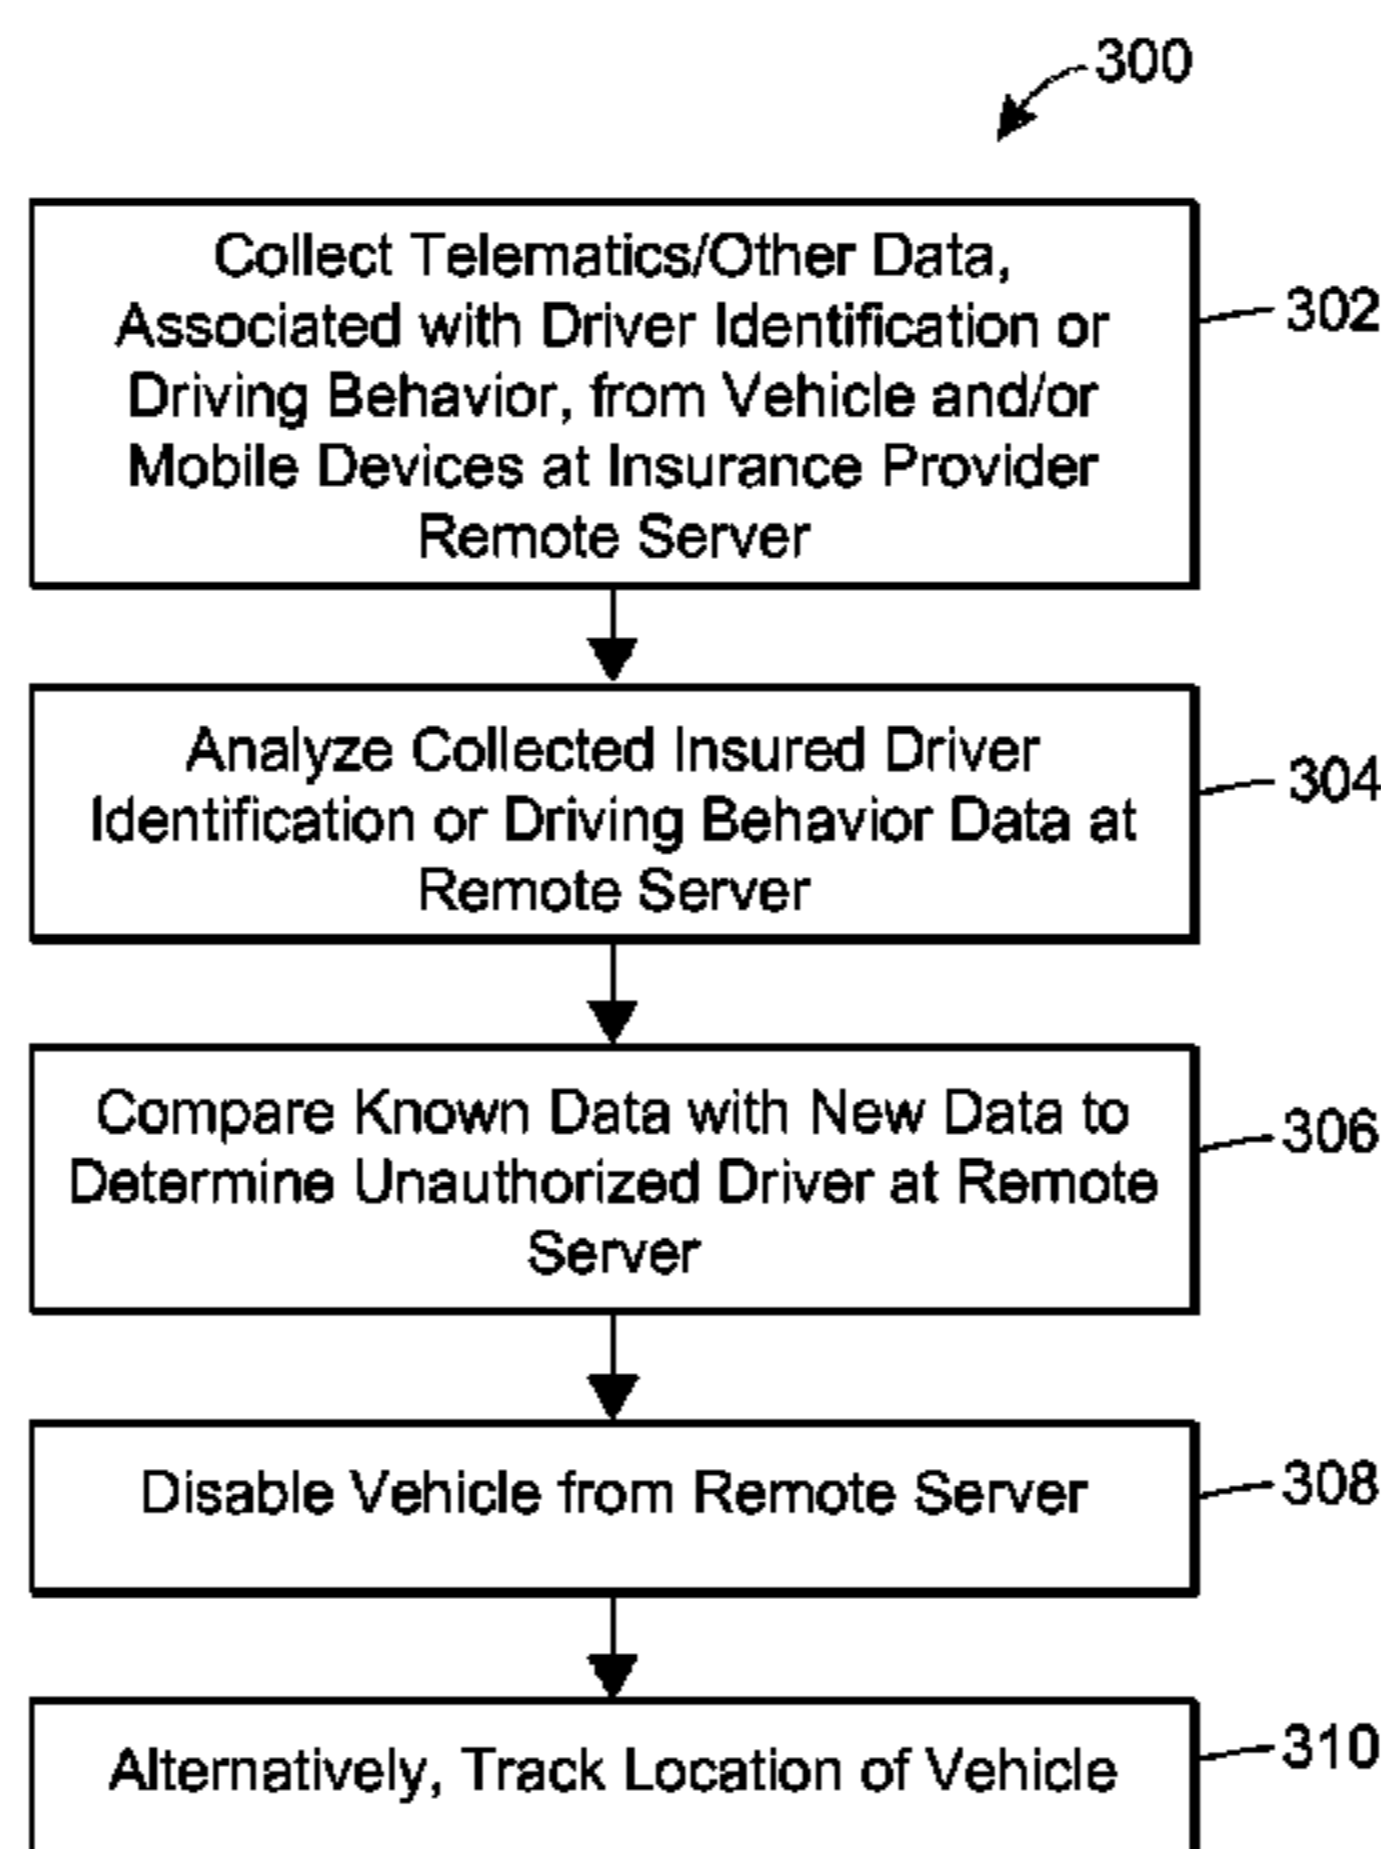 300
Collect Telematics/Other Data,
Associated with Driver Identification or
Driving Behavior, from Vehicle and/or
Mobile Devices at Insurance Provider
Remote Server
302
Analyze Collected Insured Driver
Identification or Driving Behavior Data at
Remote Server
304
Compare Known Data with New Data to
Determine Unauthorized Driver at Remote
Server
306
Disable Vehicle from Remote Server
308
Alternatively, Track Location of Vehicle
310